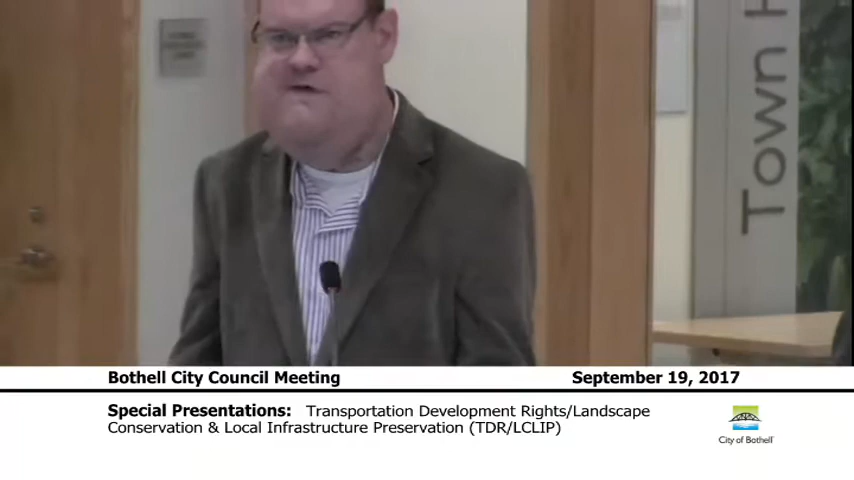 Town H
Bothell City Council Meeting
September 19, 2017
Special Presentations: Transportation Development Rights/Landscape
Conservation & Local Infrastructure Preservation (TDR/LCLIP)
City of Bothell